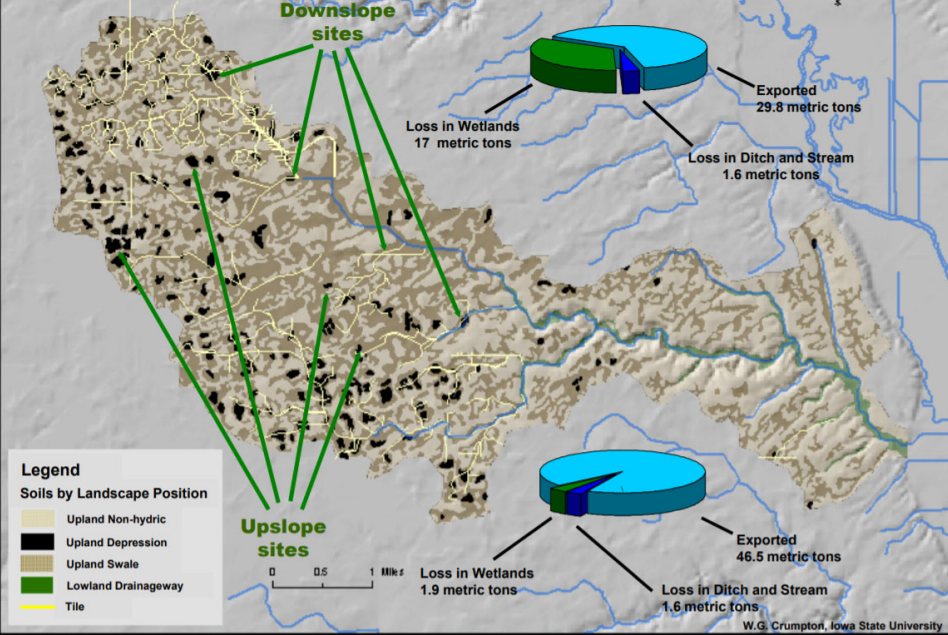 Downslope
sites
Exported
29.8 metric tons
Loss in Wetlands
17 metric tons
Loss in Ditch and Stream
1.6 metric tons
Legend
Soils by Landscape Position
Upland Non-hydric
Upland Depression
Upland Swale
Lowland Drainageway
Tile
Upslope
sites
0 0.5 1 Miles
Exported
46.5 metric tons
Loss in Wetlands
1.9 metric tons
Loss in Ditch and Stream
1.6 metric tons
W.G. Crumpton, Iowa State University